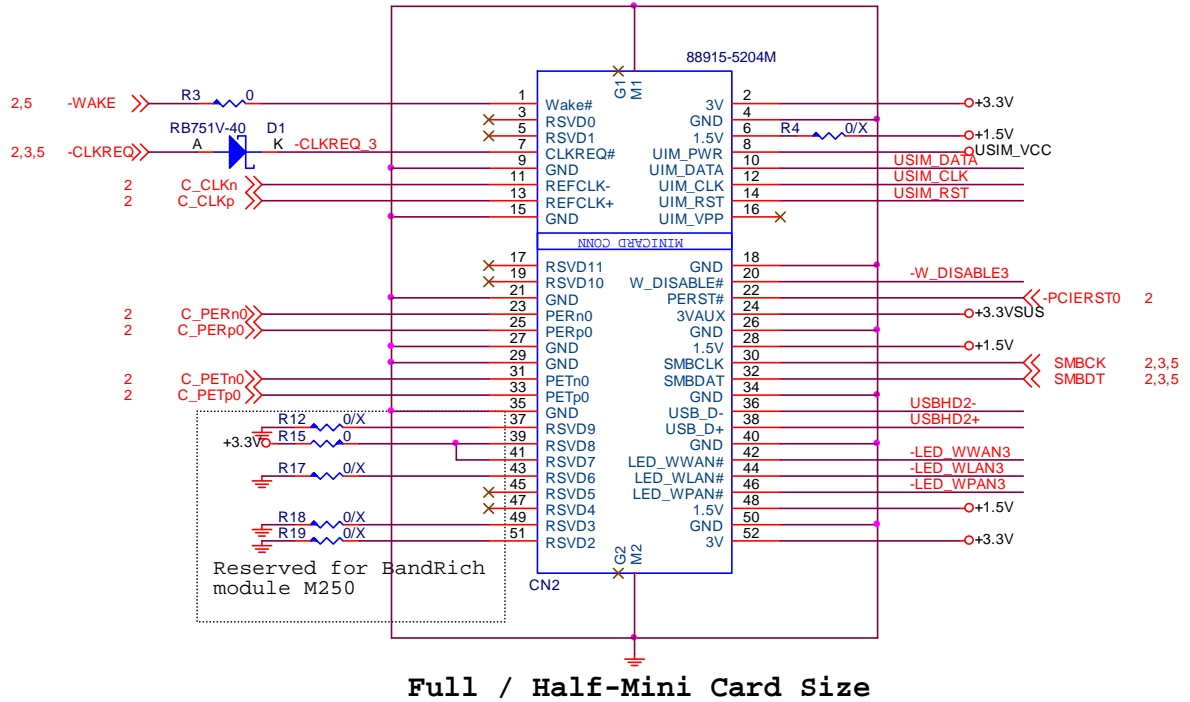 88915-5204M
G1
M1
2,5 -WAKE R3 0 1 Wake# 3V 2 +3.3V
3 RSVD0 GND 4
RB751V-40 D1 5 RSVD1 1.5V 6 R4 0/X +1.5V
2,3,5 -CLKREQ A K -CLKREQ_3 7 CLKREQ# UIM_PWR 8 USIM_VCC
9 GND UIM_DATA 10 USIM_DATA
2 C_CLKn 11 REFCLK- UIM_CLK 12 USIM_CLK
2 C_CLKp 13 REFCLK+ UIM_RST 14 USIM_RST
15 GND UIM_VPP 16
MINICARD CONN
17 RSVD11 GND 18
19 RSVD10 W_DISABLE# 20 -W_DISABLE3
21 GND PERST# 22 -PCIERST0 2
2 C_PERn0 23 PERn0 3VAUX 24 +3.3VSUS
2 C_PERp0 25 PERp0 GND 26
27 GND 1.5V 28 +1.5V
29 GND SMBCLK 30 SMBCK 2,3,5
2 C_PETn0 31 PETn0 SMBDAT 32 SMBDT 2,3,5
2 C_PETp0 33 PETp0 GND 34
35 GND USB_D- 36 USBHD2-
R12 0/X 37 RSVD9 USB_D+ 38 USBHD2+
+3.3V R15 0 39 RSVD8 GND 40
41 RSVD7 LED_WWAN# 42 -LED_WWAN3
R17 0/X 43 RSVD6 LED_WLAN# 44 -LED_WLAN3
45 RSVD5 LED_WPAN# 46 -LED_WPAN3
47 RSVD4 1.5V 48 +1.5V
R18 0/X 49 RSVD3 GND 50
R19 0/X 51 RSVD2 3V 52 +3.3V
G2
M2
Reserved for BandRich
module M250
CN2
Full / Half-Mini Card Size